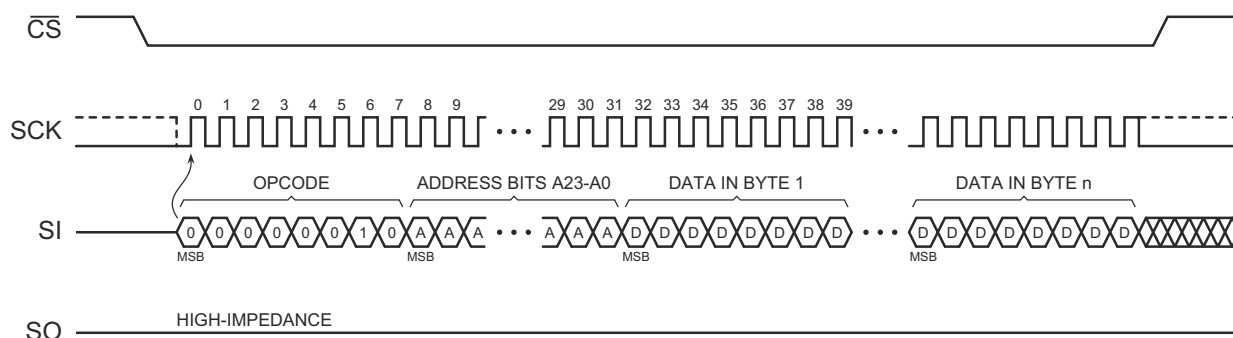 CS
0 1 2 3 4 5 6 7 8 9 29 30 31 32 33 34 35 36 37 38 39
SCK • • • • • •
OPCODE ADDRESS BITS A23-A0 DATA IN BYTE 1 DATA IN BYTE n
SI 0 0 0 0 0 0 1 0 A A A • • • A A A D D D D D D D D • • • D D D D D D D D
MSB MSB MSB MSB
HIGH-IMPEDANCE
SO